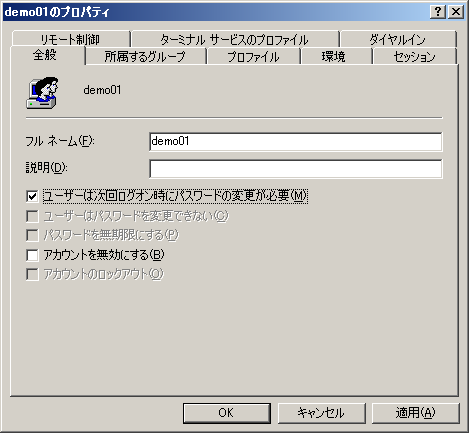 demo01のプロパティ
リモート制御
ターミナル サービスのプロファイル
ダイヤルイン
全般
所属するグループ
プロファイル
環境
セッション
demo01
フル ネーム(F):
demo01
説明(D):
ユーザーは次回ログオン時にパスワードの変更が必要(M)
ユーザーはパスワードを変更できない(C)
パスワードを無期限にする(P)
アカウントを無効にする(B)
アカウントのロックアウト(O)
OK
キャンセル
適用(A)